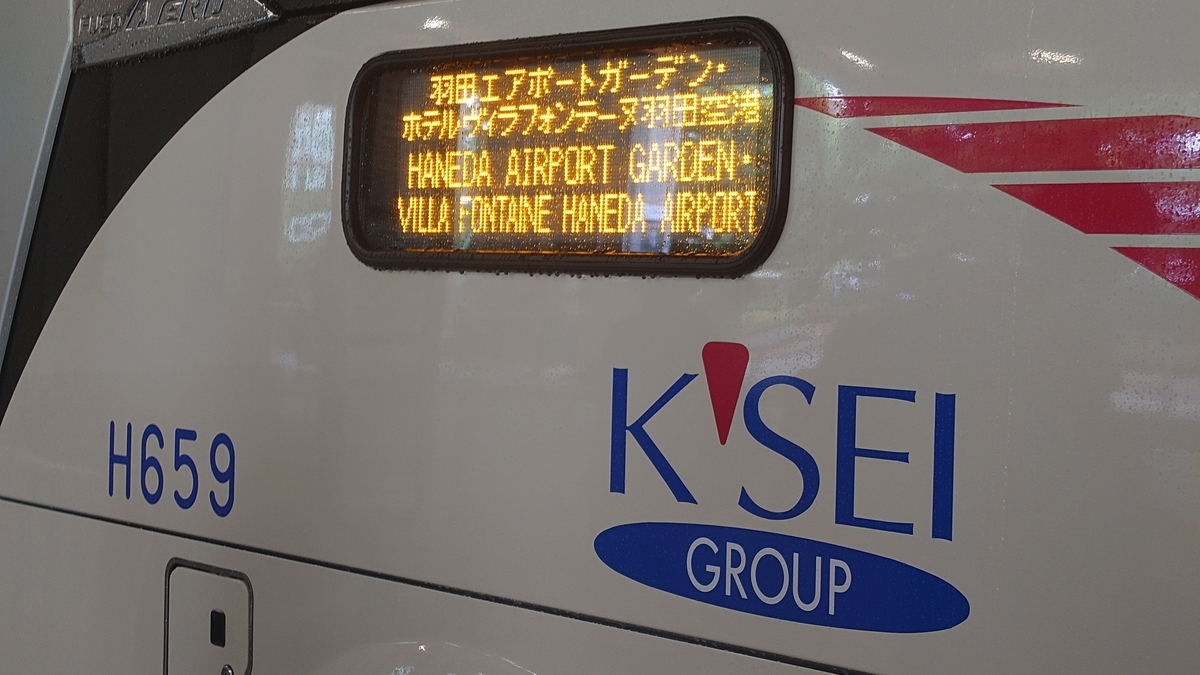 FUSO AERO
羽田エアポートガーデン・
ホテルヴィラフォンテーヌ羽田空港
HANEDA AIRPORT GARDEN・
VILLA FONTAINE HANEDA AIRPORT
K'SEI
GROUP
H659